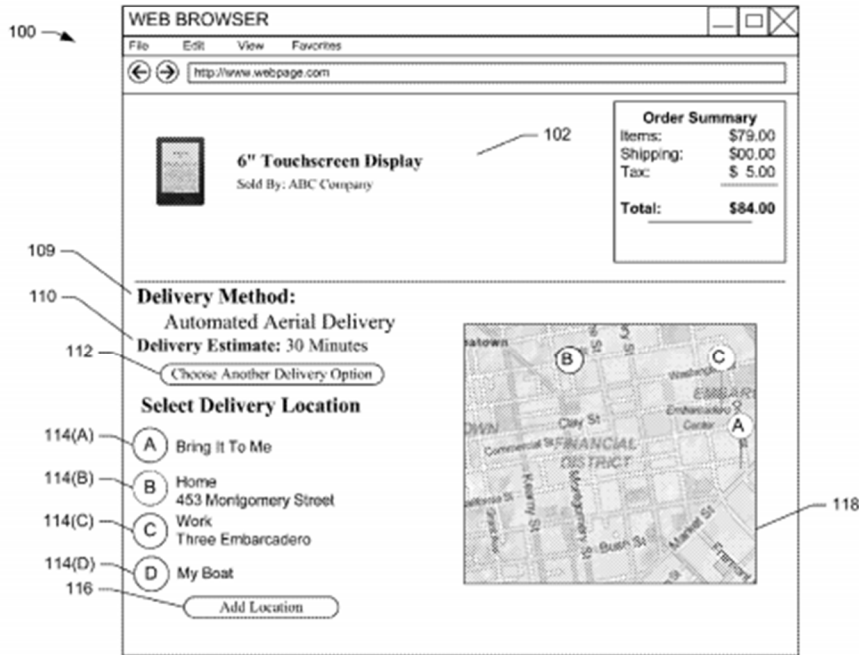 WEB BROWSER
100
File Edit View Favorites
http://www.webpage.com
Order Summary
Items: $79.00
Shipping: $00.00
Tax: $ 5.00
Total: $84.00
102
6" Touchscreen Display
Sold By: ABC Company
109
Delivery Method:
110
Automated Aerial Delivery
Delivery Estimate: 30 Minutes
112
Choose Another Delivery Option
Select Delivery Location
114(A)
A Bring It To Me
114(B)
B Home
453 Montgomery Street
114(C)
C Work
Three Embarcadero
114(D)
D My Boat
116
Add Location
118
B
C
A
Clay St
Commercial St
FINANCIAL
DISTRICT
Embarcadero
Center
Kearny St
Montgomery St
Bush St
Market St